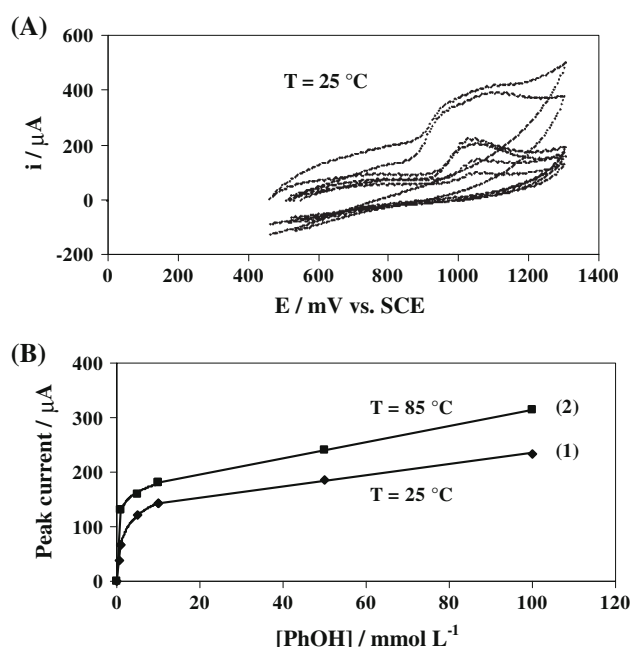 (A)
600
400
200
0
-200
i / μA
T = 25 °C
0 200 400 600 800 1000 1200 1400
E / mV vs. SCE
(B)
400
300
200
100
0
Peak current / μA
T = 85 °C
(2)
(1)
T = 25 °C
0 20 40 60 80 100 120
[PhOH] / mmol L⁻¹